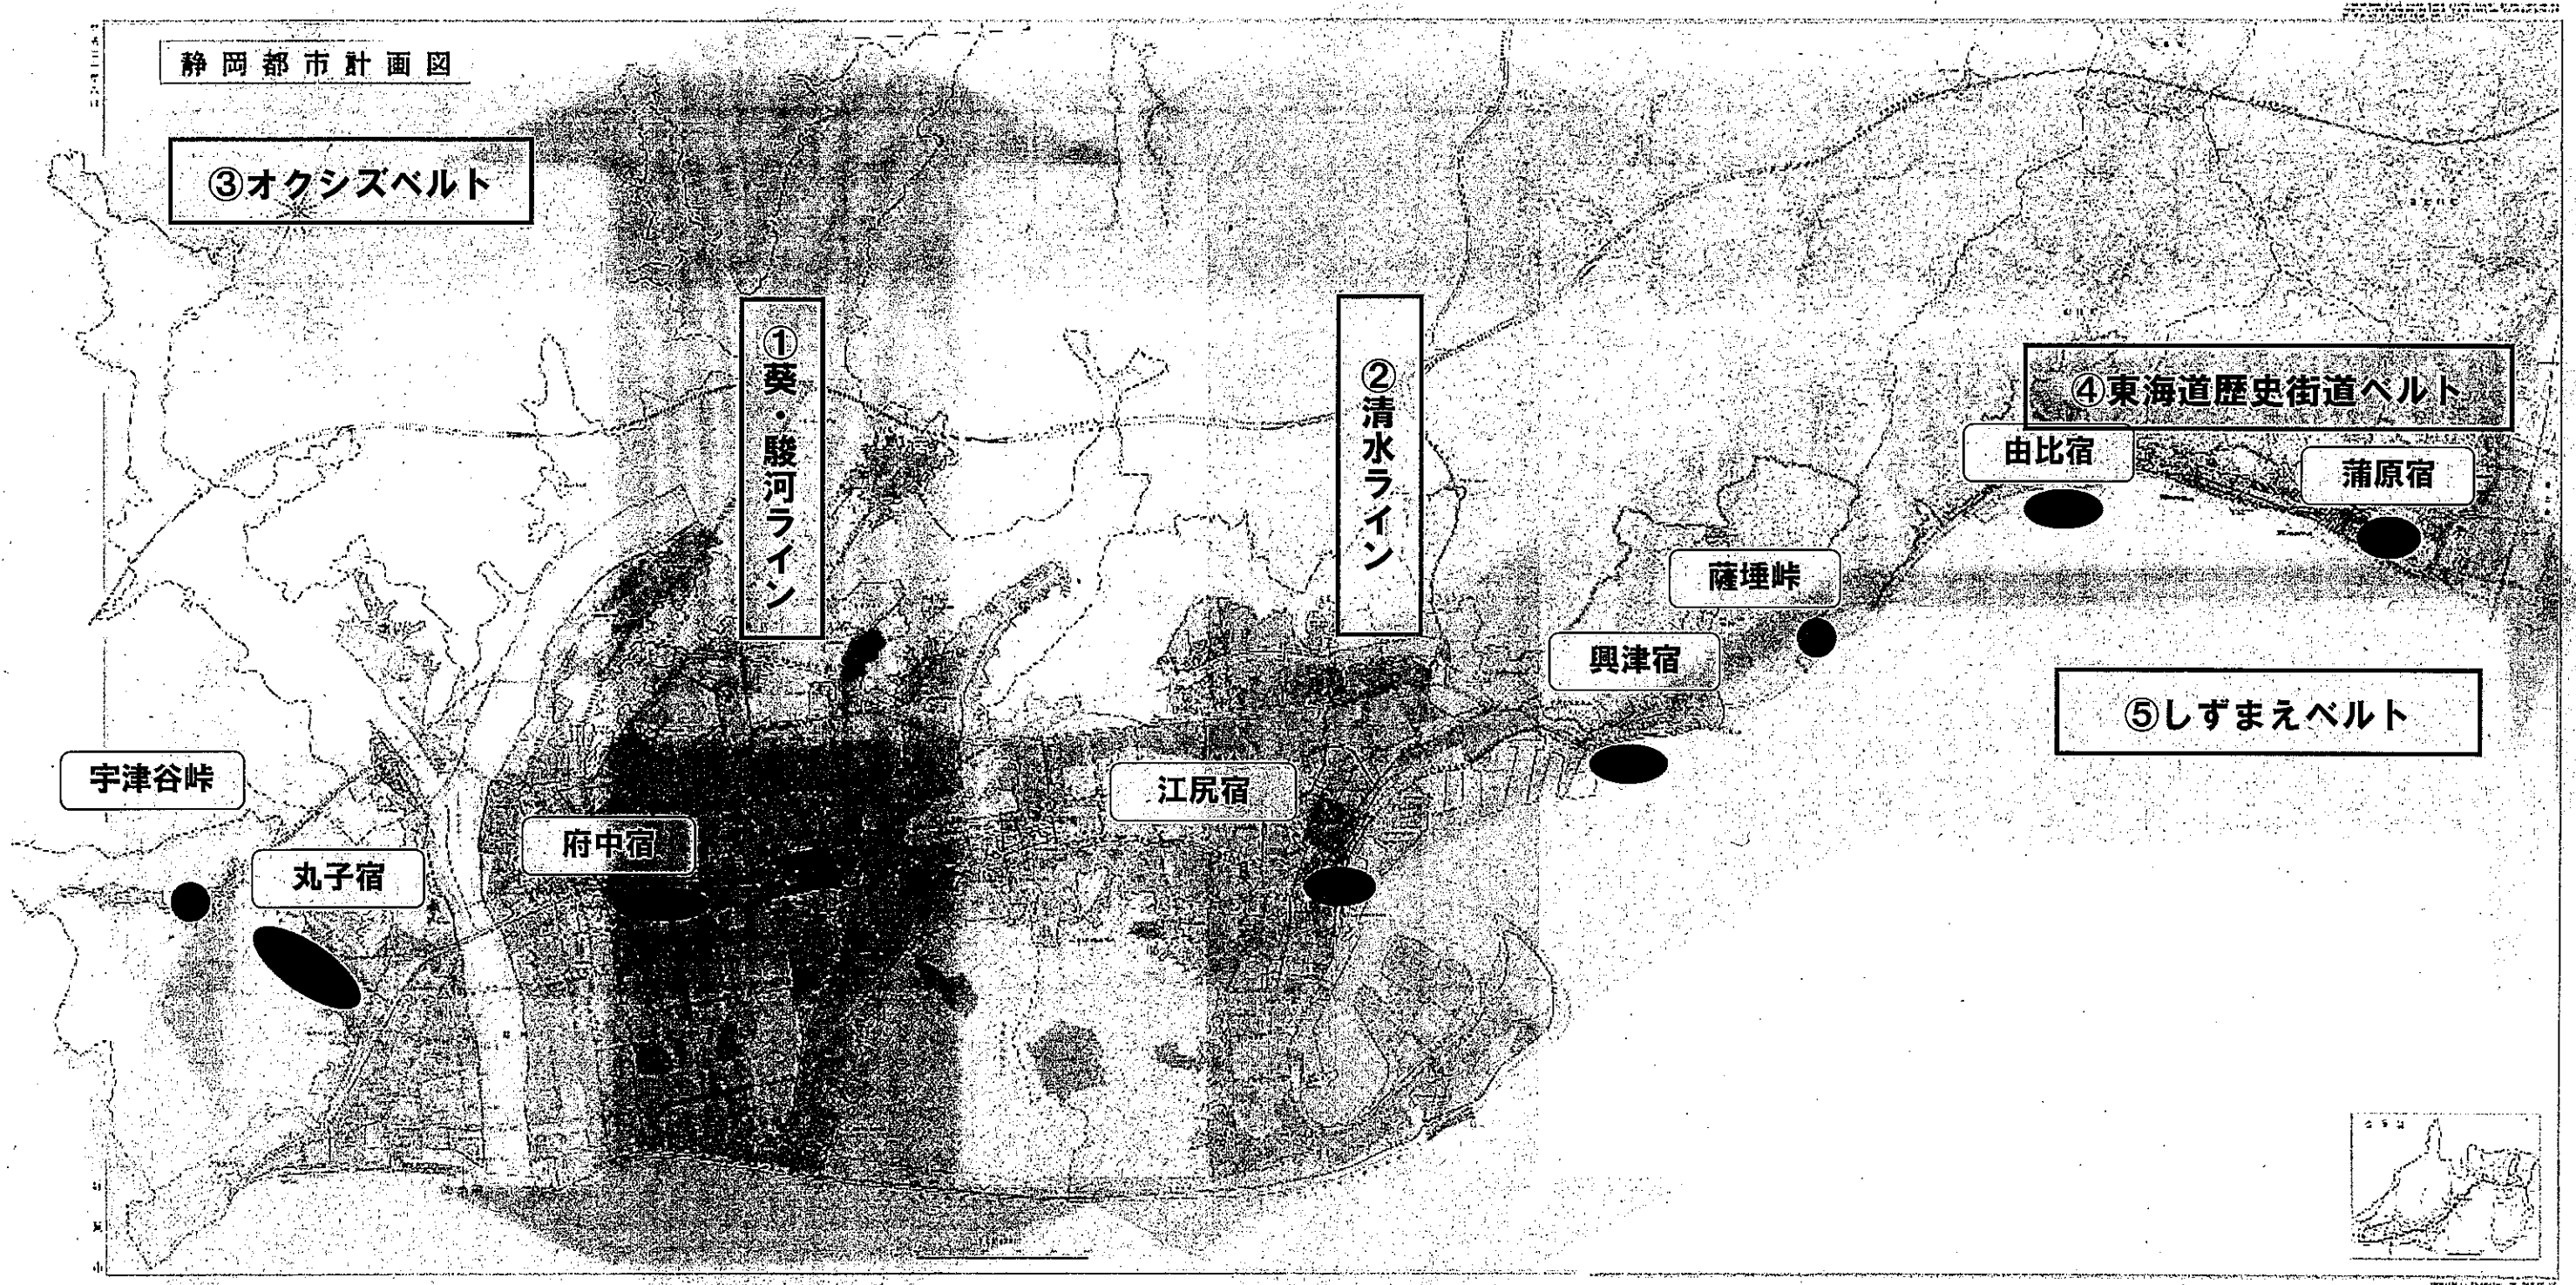 静岡都市計画図
③オクシズベルト
①葵・駿河ライン
②清水ライン
④東海道歴史街道ベルト
由比宿
蒲原宿
薩埵峠
興津宿
⑤しずまえベルト
宇津谷峠
江尻宿
府中宿
丸子宿